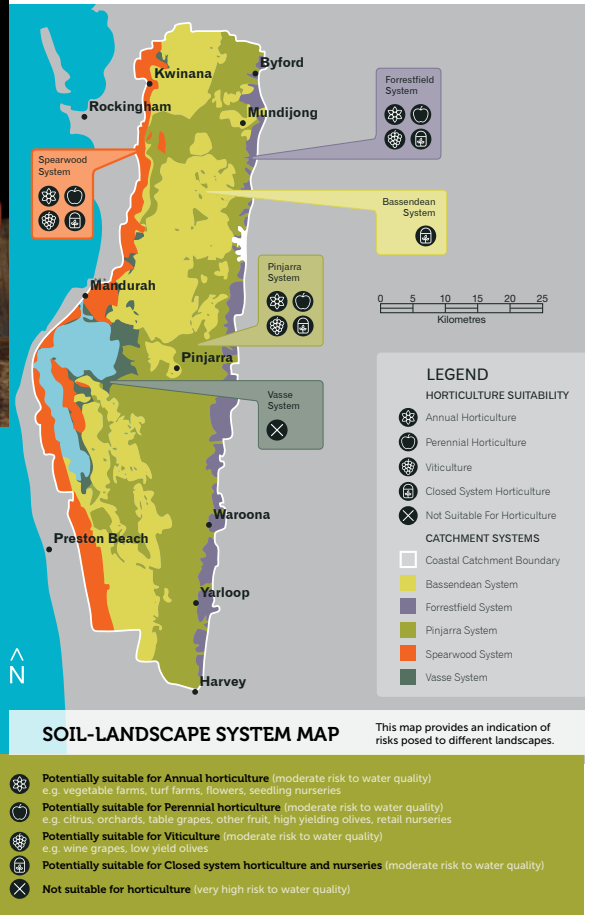 Byford
Kwinana
Rockingham
Mundijong
Forrestfield
System
Spearwood
System
Bassendean
System
Pinjarra
System
Mandurah
0 5 10 15 20 25
Kilometres
Pinjarra
Vasse
System
LEGEND
HORTICULTURE SUITABILITY
Annual Horticulture
Perennial Horticulture
Viticulture
Closed System Horticulture
Not Suitable For Horticulture
CATCHMENT SYSTEMS
Coastal Catchment Boundary
Bassendean System
Forrestfield System
Pinjarra System
Spearwood System
Vasse System
Waroona
Preston Beach
Yarloop
N
Harvey
SOIL-LANDSCAPE SYSTEM MAP
This map provides an indication of
risks posed to different landscapes.
Potentially suitable for Annual horticulture (moderate risk to water quality)
e.g. vegetable farms, turf farms, flowers, seedling nurseries
Potentially suitable for Perennial horticulture (moderate risk to water quality)
e.g. citrus, orchards, table grapes, other fruit, high yielding olives, retail nurseries
Potentially suitable for Viticulture (moderate risk to water quality)
e.g. wine grapes, low yield olives
Potentially suitable for Closed system horticulture and nurseries (moderate risk to water quality)
Not suitable for horticulture (very high risk to water quality)